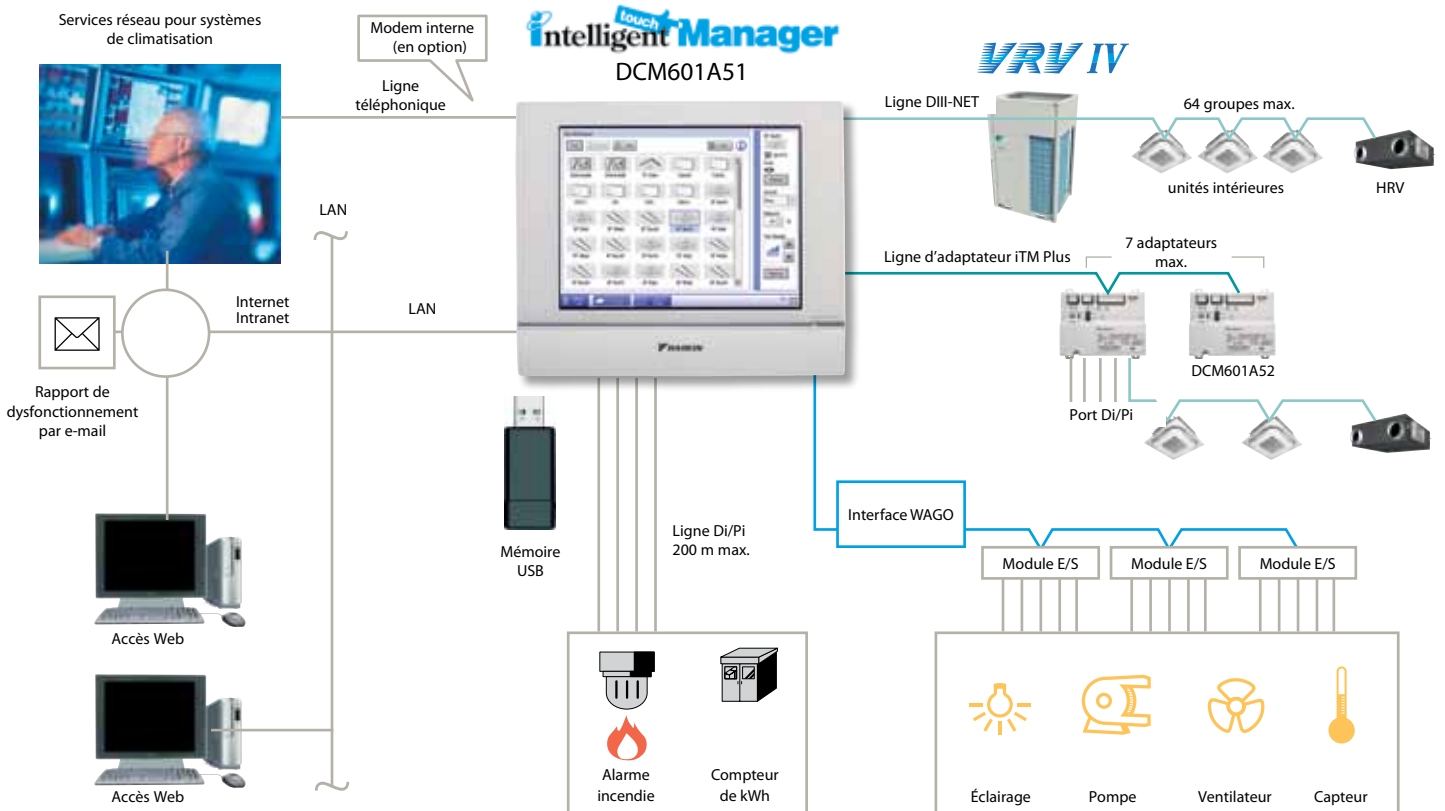 Services réseau pour systèmes
de climatisation
Modem interne
(en option)
Ligne
téléphonique
intelligent touch Manager
DCM601A51
VRV IV
Ligne DIII-NET
64 groupes max.
unités intérieures
HRV
LAN
Ligne d’adaptateur iTM Plus
7 adaptateurs
max.
Internet
Intranet
LAN
DAIKIN
DCM601A52
Port Di/Pi
Rapport de
dysfonctionnement
par e-mail
Mémoire
USB
Ligne Di/Pi
200 m max.
Interface WAGO
Module E/S
Module E/S
Module E/S
Accès Web
Accès Web
Alarme
incendie
Compteur
de kWh
Éclairage
Pompe
Ventilateur
Capteur